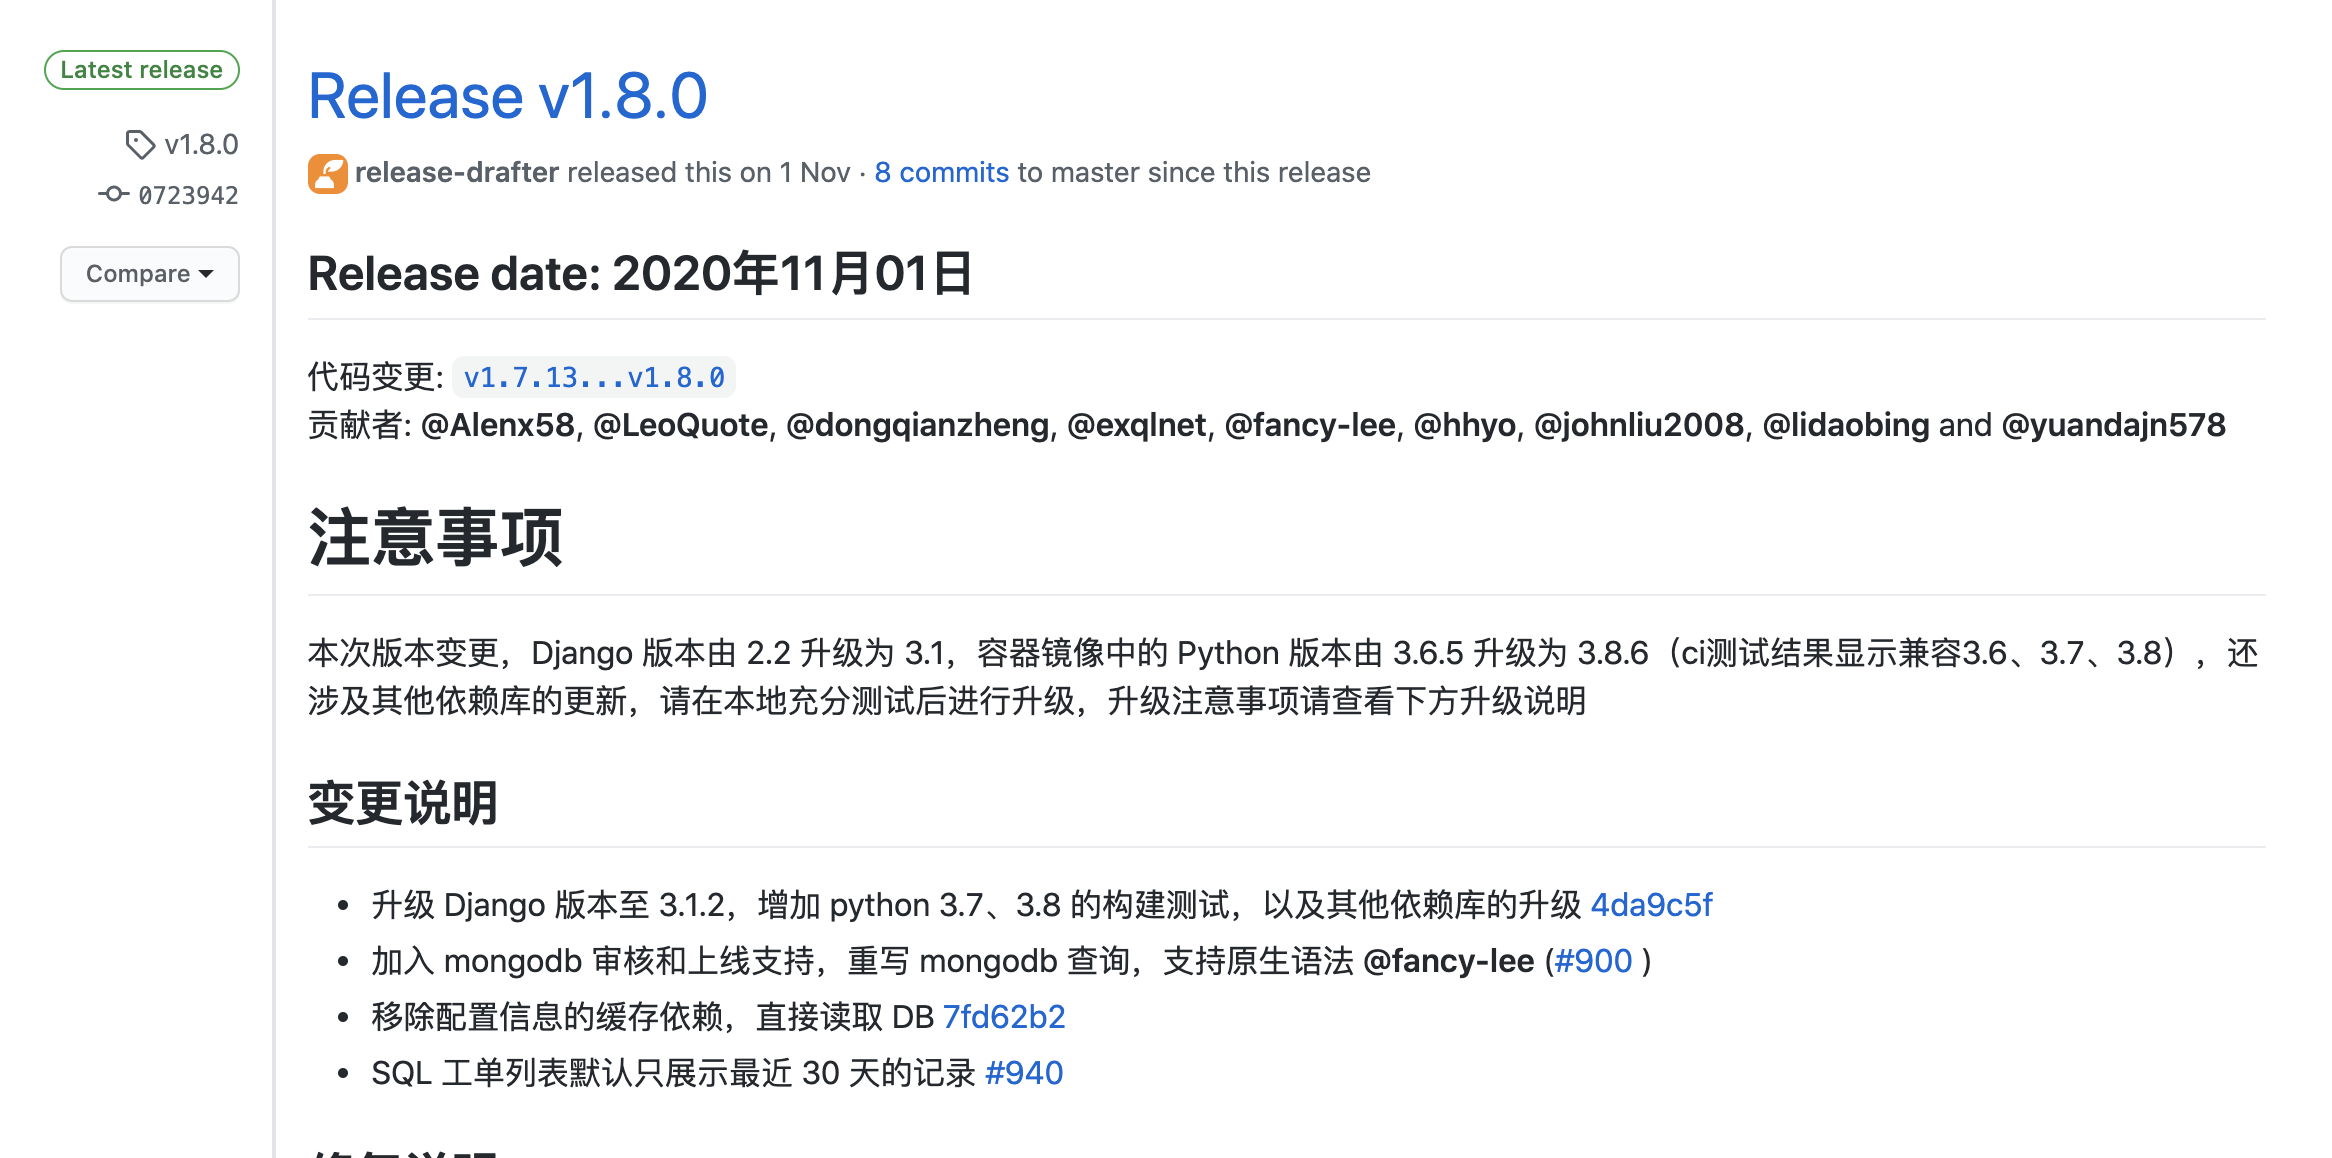 Latest release
v1.8.0
0723942
Compare
Release v1.8.0
release-drafter released this on 1 Nov · 8 commits to master since this release
Release date: 2020年11月01日
代码变更: v1.7.13...v1.8.0
贡献者: @Alenx58, @LeoQuote, @dongqianzheng, @exqlnet, @fancy-lee, @hhyo, @johnliu2008, @lidaobing and @yuandajn578
注意事项
本次版本变更，Django 版本由 2.2 升级为 3.1，容器镜像中的 Python 版本由 3.6.5 升级为 3.8.6（ci测试结果显示兼容3.6、3.7、3.8），还
涉及其他依赖库的更新，请在本地充分测试后进行升级，升级注意事项请查看下方升级说明
变更说明
• 升级 Django 版本至 3.1.2，增加 python 3.7、3.8 的构建测试，以及其他依赖库的升级 4da9c5f
• 加入 mongodb 审核和上线支持，重写 mongodb 查询，支持原生语法 @fancy-lee (#900 )
• 移除配置信息的缓存依赖，直接读取 DB 7fd62b2
• SQL 工单列表默认只展示最近 30 天的记录 #940